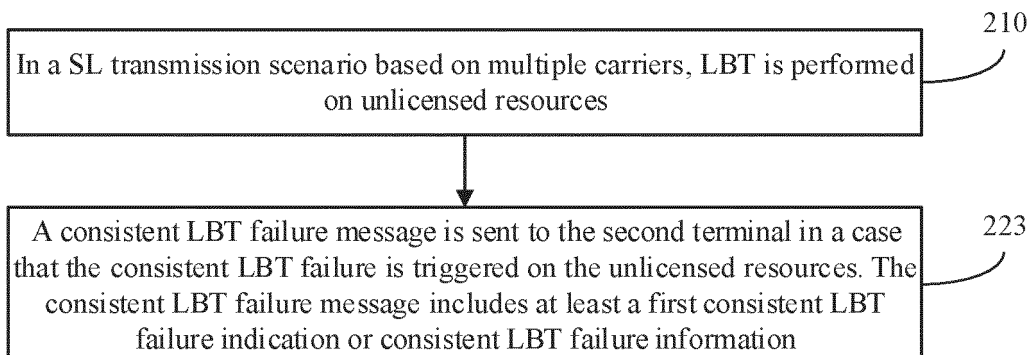 210
In a SL transmission scenario based on multiple carriers, LBT is performed
on unlicensed resources
223
A consistent LBT failure message is sent to the second terminal in a case
that the consistent LBT failure is triggered on the unlicensed resources. The
consistent LBT failure message includes at least a first consistent LBT
failure indication or consistent LBT failure information